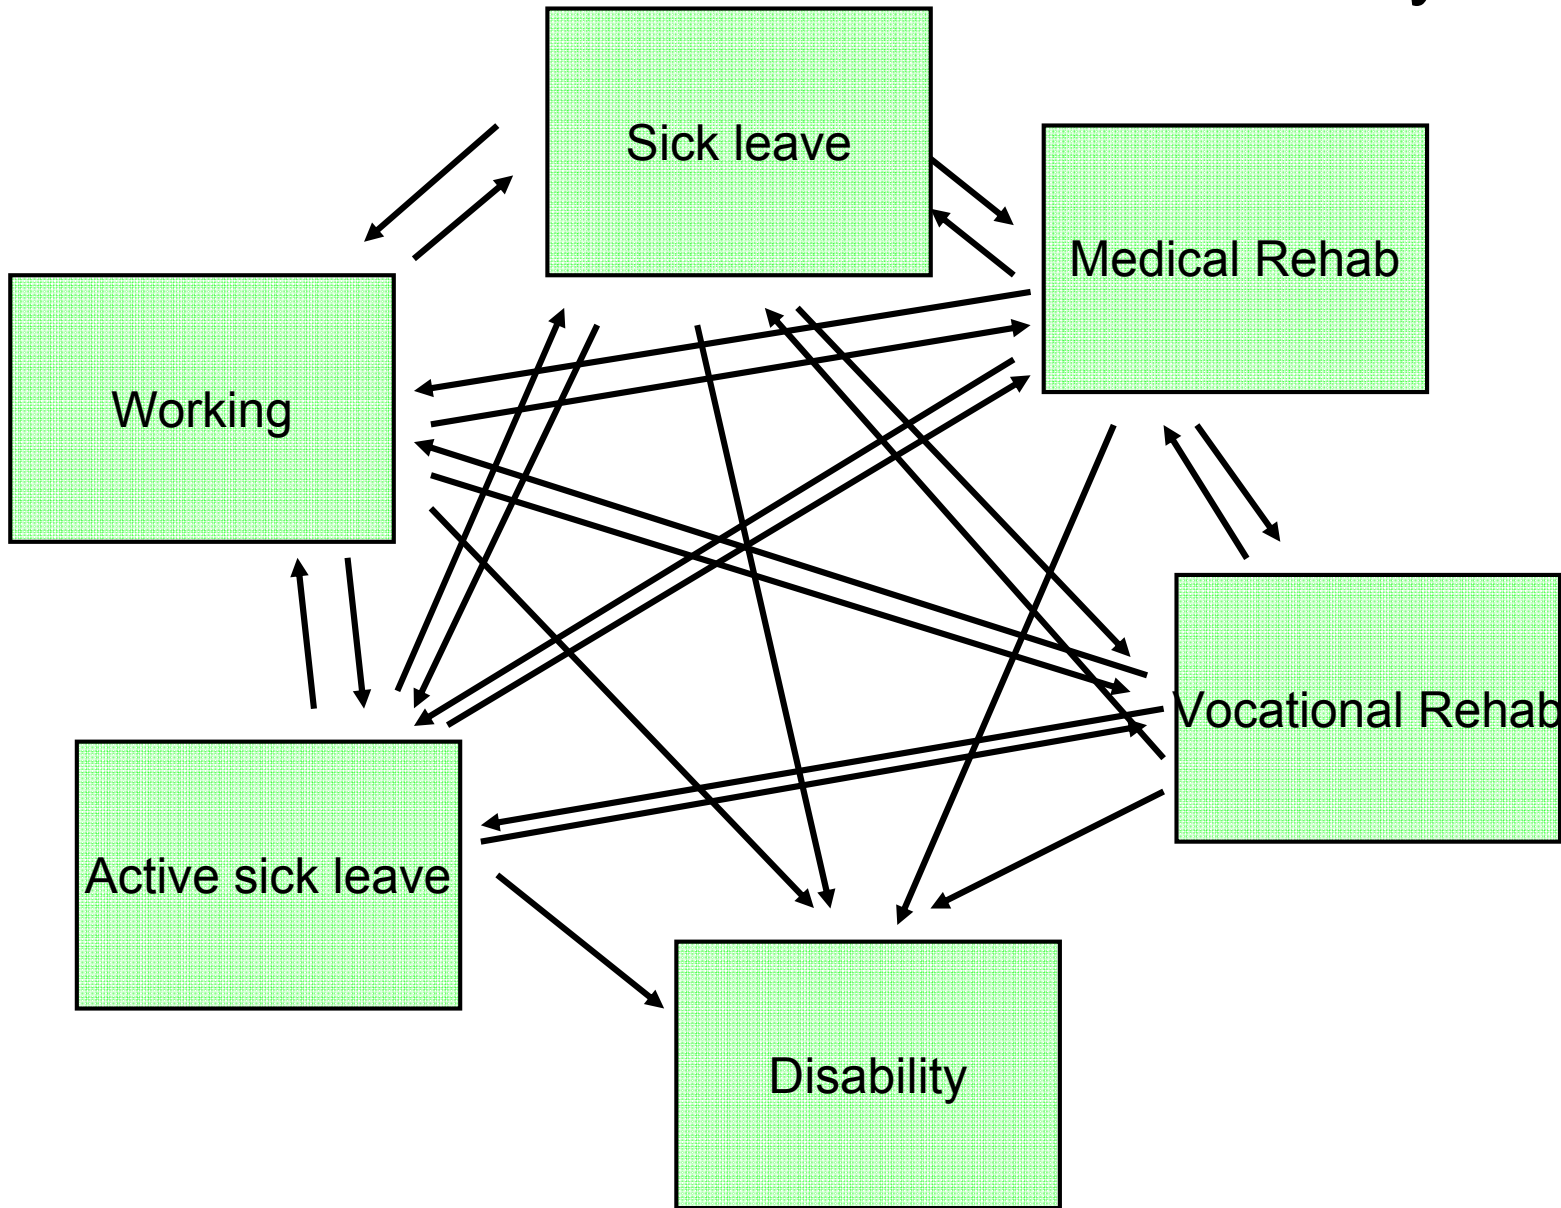 Sick leave
Medical Rehab
Working
Vocational Rehab
Active sick leave
Disability